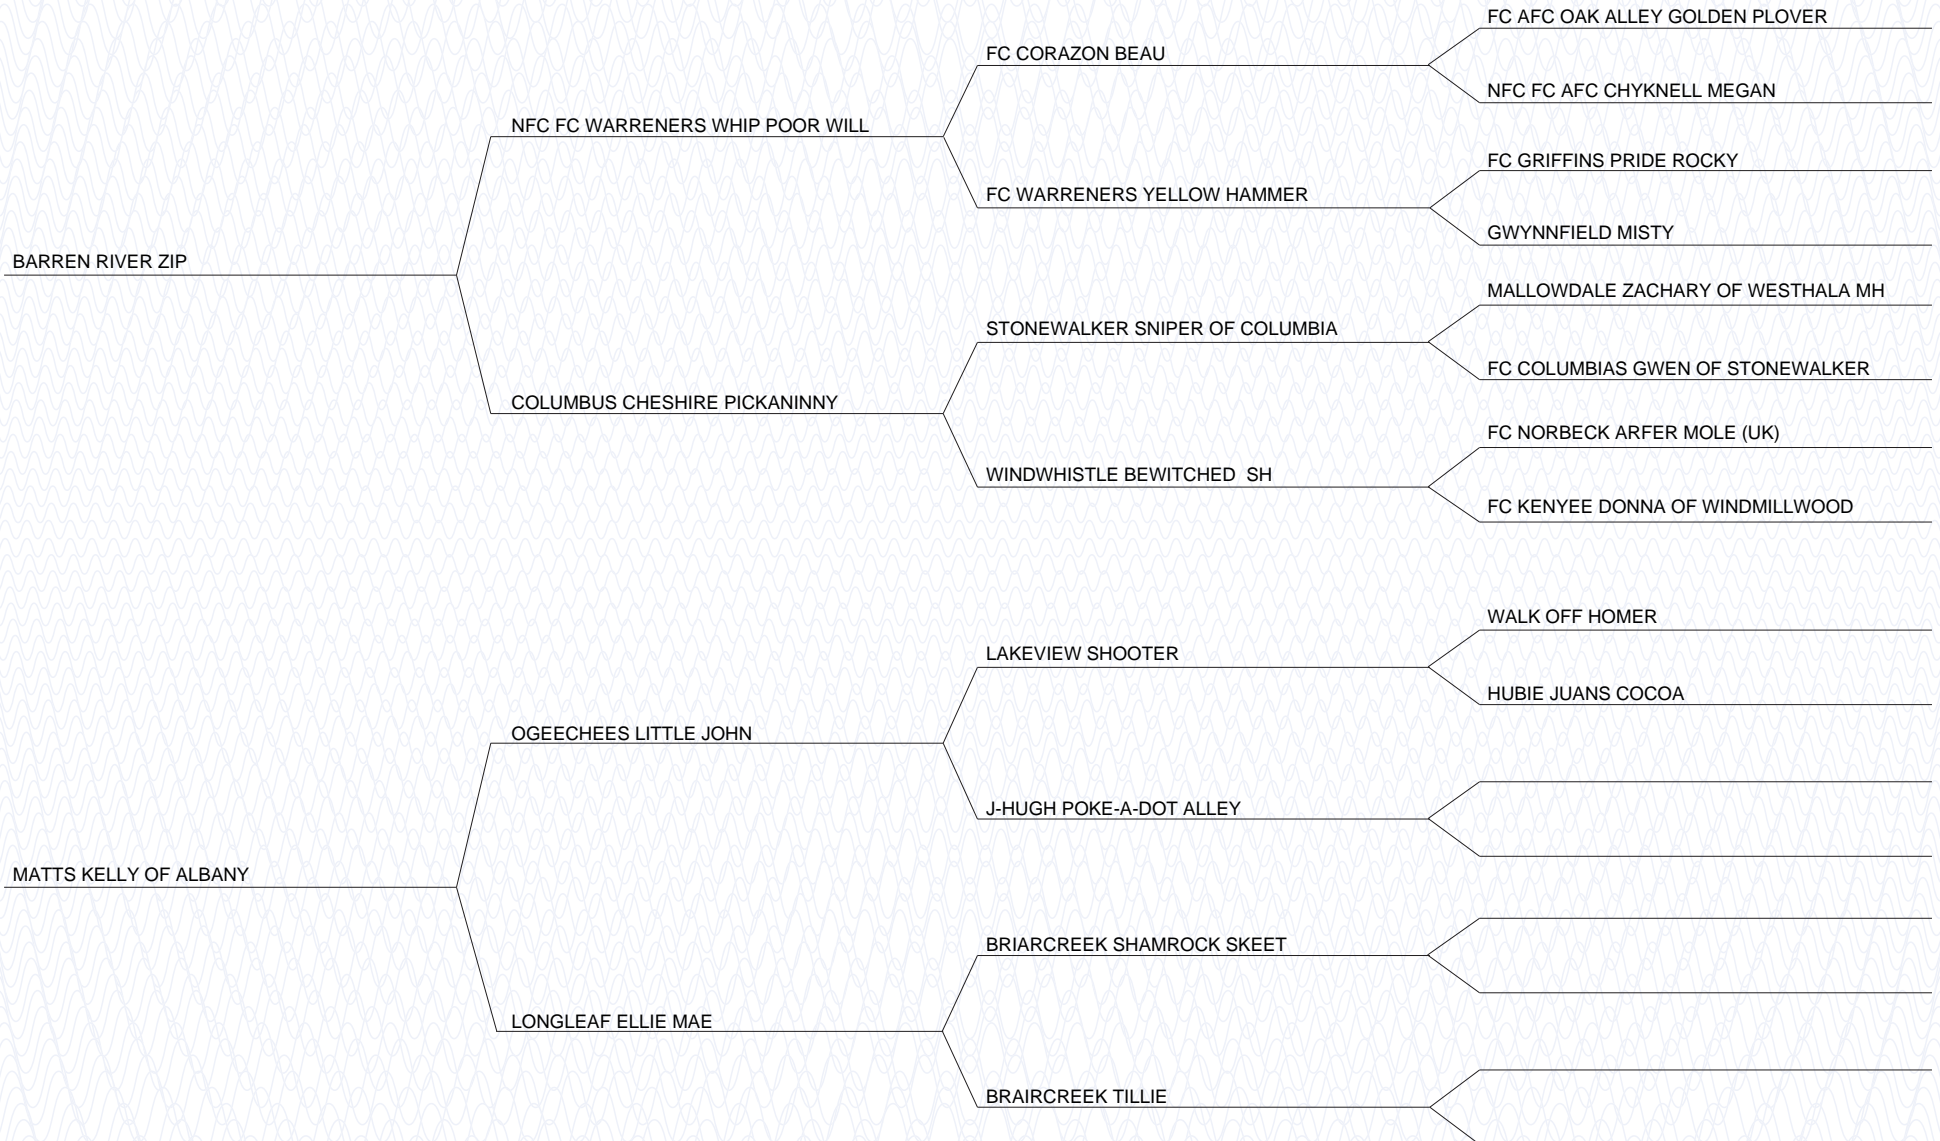 FC AFC OAK ALLEY GOLDEN PLOVER
FC CORAZON BEAU
NFC FC AFC CHYKNELL MEGAN
NFC FC WARRENERS WHIP POOR WILL
FC GRIFFINS PRIDE ROCKY
FC WARRENERS YELLOW HAMMER
GWYNNFIELD MISTY
BARREN RIVER ZIP
MALLOWDALE ZACHARY OF WESTHALA MH
STONEWALKER SNIPER OF COLUMBIA
FC COLUMBIAS GWEN OF STONEWALKER
COLUMBUS CHESHIRE PICKANINNY
FC NORBECK ARFER MOLE (UK)
WINDWHISTLE BEWITCHED  SH
FC KENYEE DONNA OF WINDMILLWOOD
WALK OFF HOMER
LAKEVIEW SHOOTER
HUBIE JUANS COCOA
OGEECHEES LITTLE JOHN
J-HUGH POKE-A-DOT ALLEY
MATTS KELLY OF ALBANY
BRIARCREEK SHAMROCK SKEET
LONGLEAF ELLIE MAE
BRAIRCREEK TILLIE